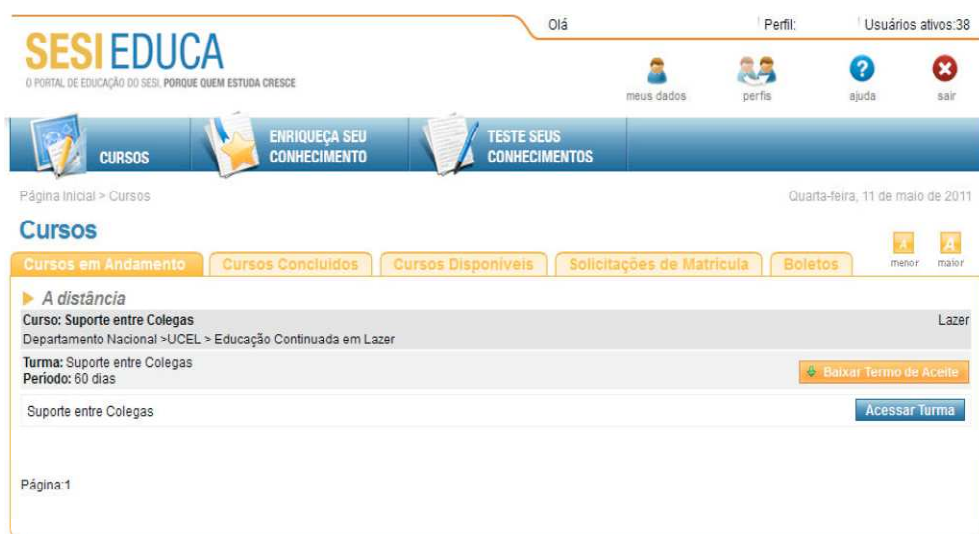 Olá Perfil: Usuários ativos:38
SESI EDUCA
O PORTAL DE EDUCAÇÃO DO SESI. PORQUE QUEM ESTUDA CRESCE
meus dados perfis ajuda sair
CURSOS ENRIQUEÇA SEU CONHECIMENTO TESTE SEUS CONHECIMENTOS
Página Inicial > Cursos Quarta-feira, 11 de maio de 2011
Cursos
Cursos em Andamento Cursos Concluídos Cursos Disponíveis Solicitações de Matrícula Boletos menor maior
A distância
Curso: Suporte entre Colegas Lazer
Departamento Nacional >UCEL > Educação Continuada em Lazer
Turma: Suporte entre Colegas
Período: 60 dias Baixar Termo de Aceite
Suporte entre Colegas Acessar Turma
Página:1